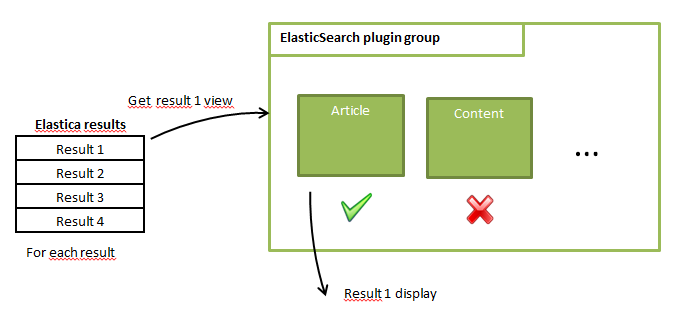 ElasticSearch plugin group
Get result 1 view
Article
Content
...
Elastica results
Result 1
Result 2
Result 3
Result 4
For each result
Result 1 display